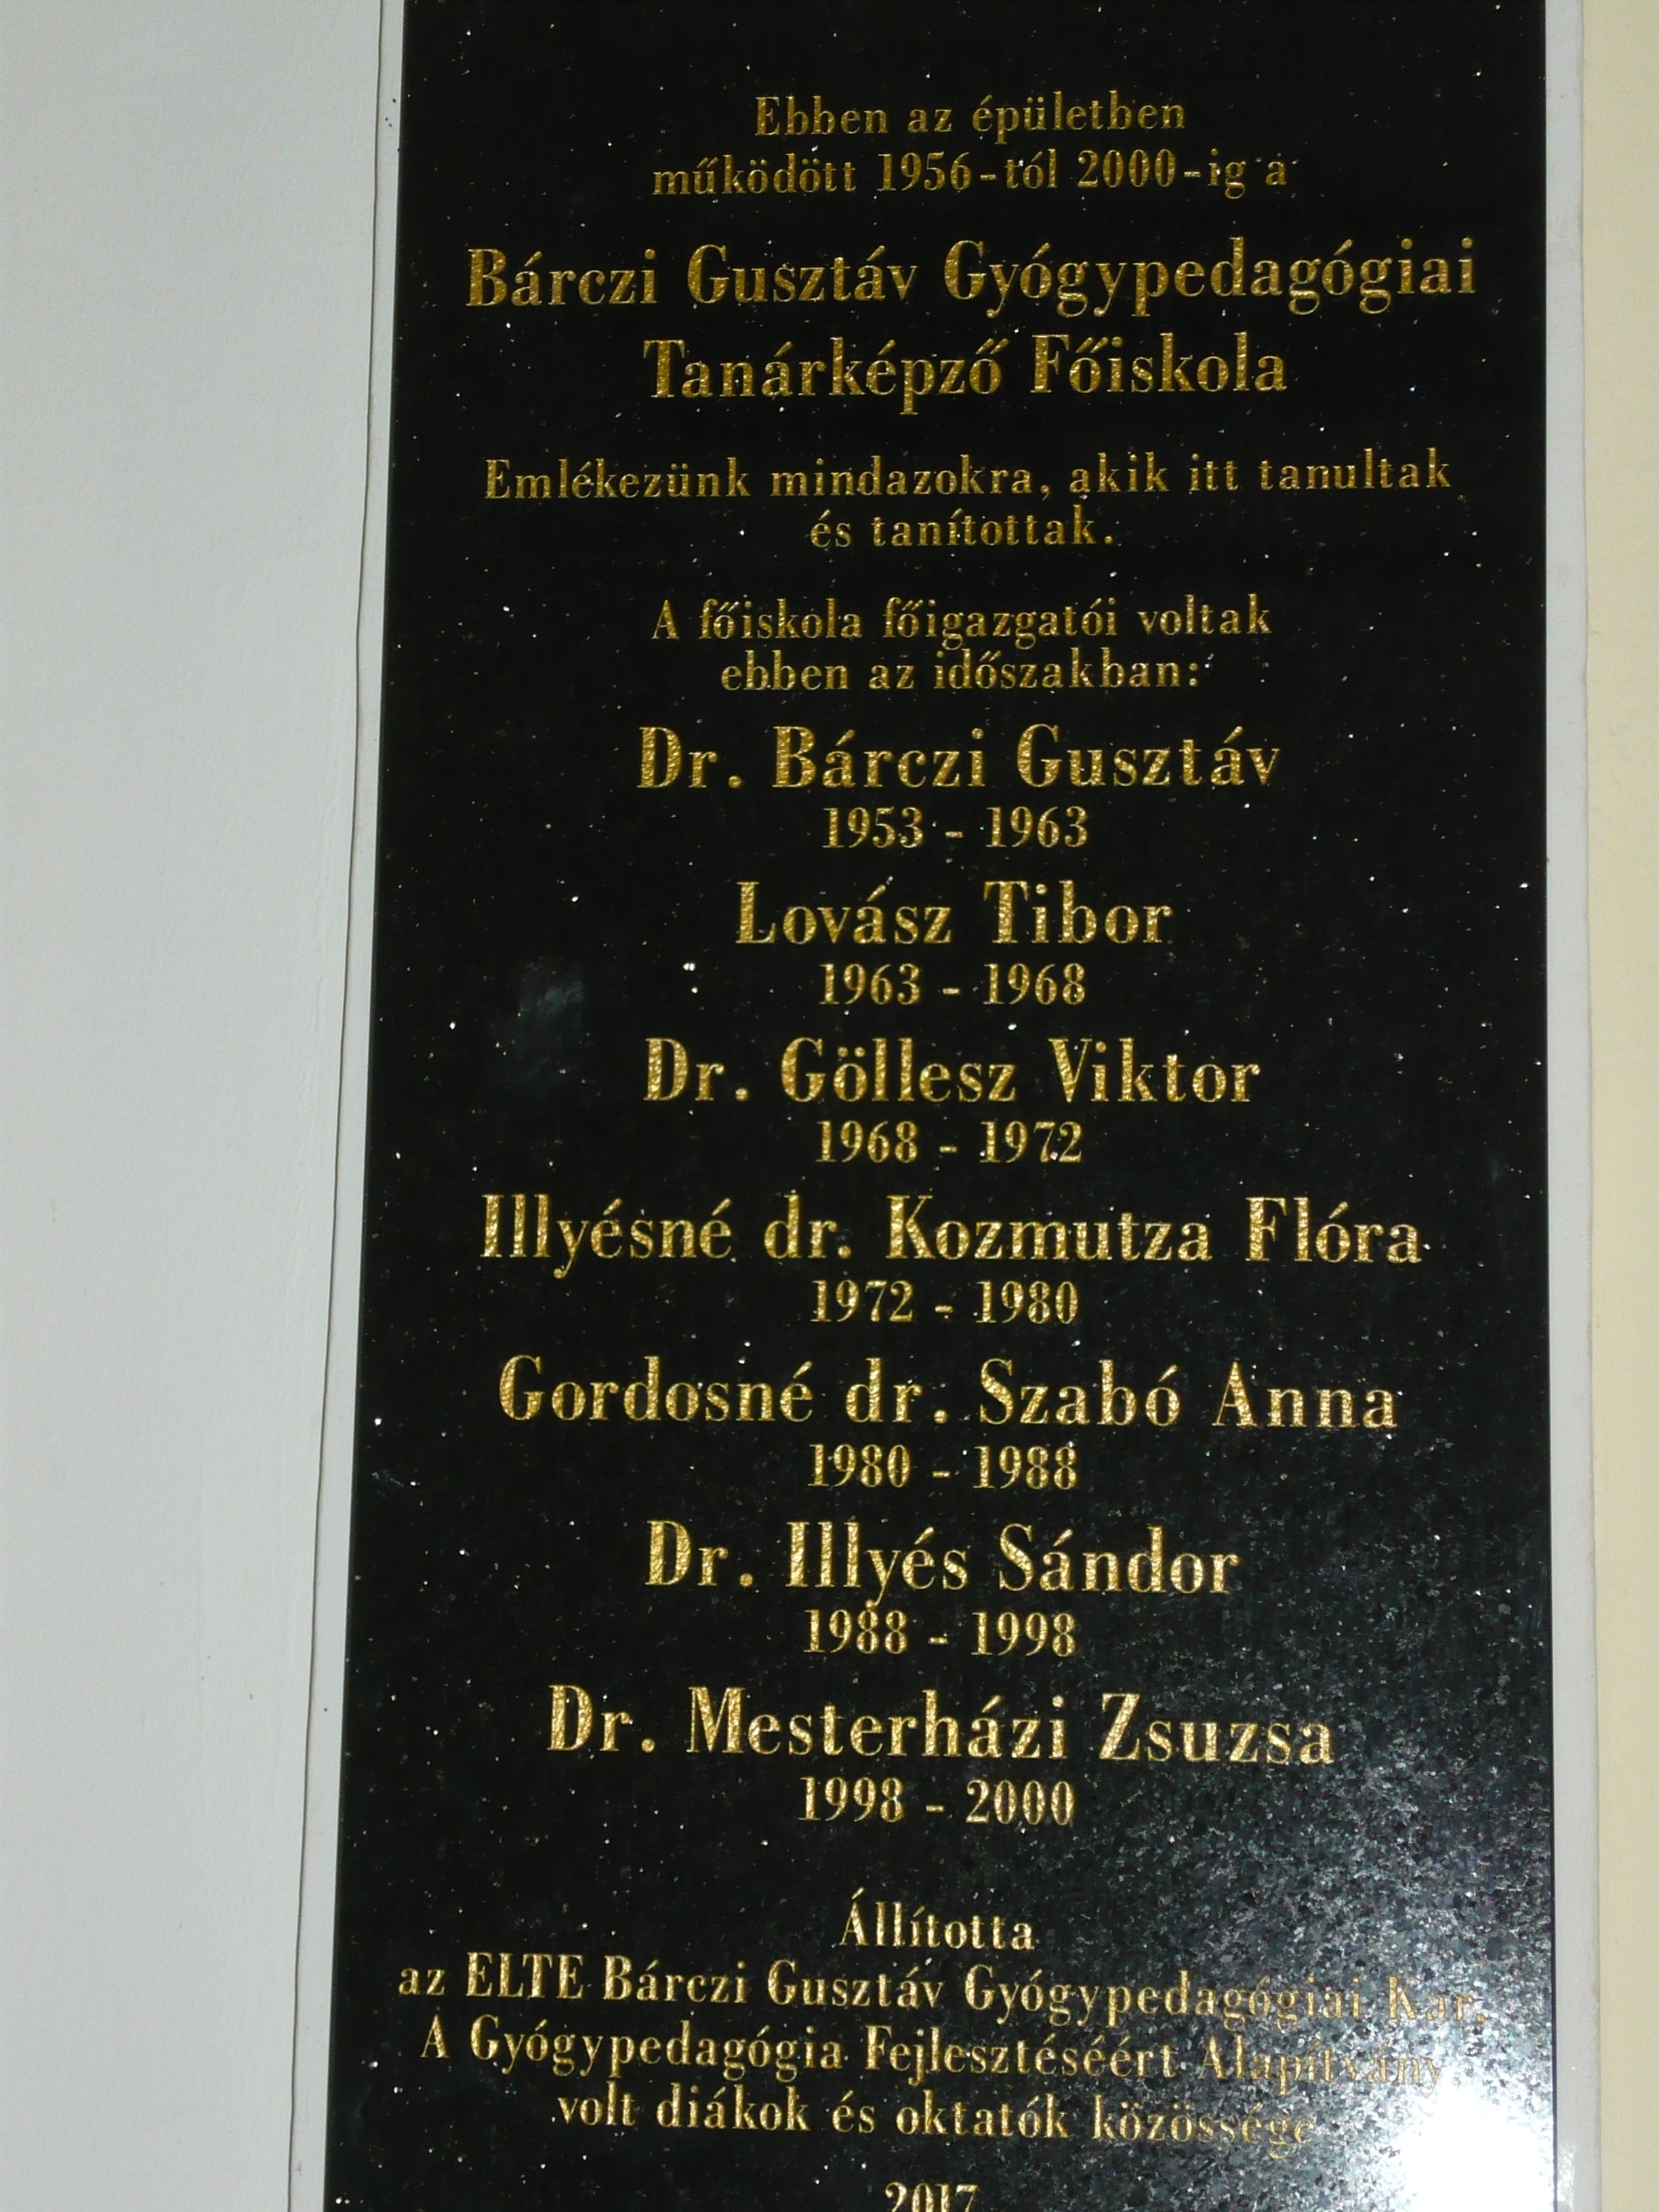 Ebben az épületben
működött 1956-tól 2000-ig a
Bárczi Gusztáv Gyógypedagógiai
Tanárképző Főiskola
Emlékezünk mindazokra, akik itt tanultak
és tanítottak.
A főiskola főigazgatói voltak
ebben az időszakban:
Dr. Bárczi Gusztáv
1953 - 1963
Lovász Tibor
1963 - 1968
Dr. Göllesz Viktor
1968 - 1972
Illyésné dr. Kozmutza Flóra
1972 - 1980
Gordosné dr. Szabó Anna
1980 - 1988
Dr. Illyés Sándor
1988 - 1998
Dr. Mesterházi Zsuzsa
1998 - 2000
Állította
az ELTE Bárczi Gusztáv Gyógypedagógiai Kar,
A Gyógypedagógia Fejlesztéséért Alapítvány,
volt diákok és oktatók közössége
2017